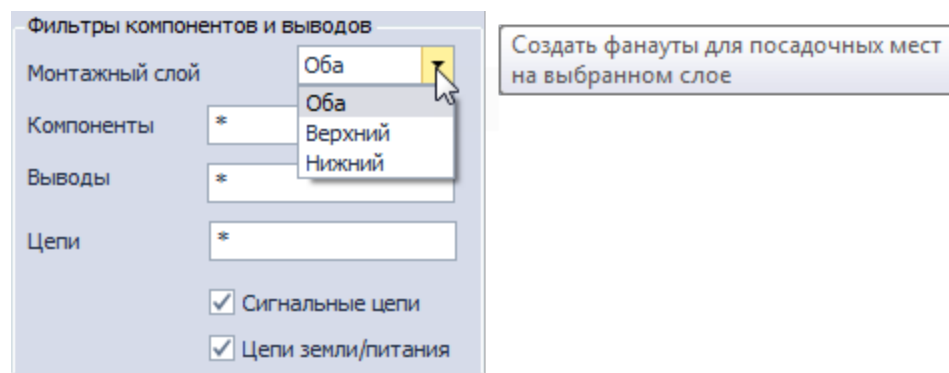 Фильтры компонентов и выводов
Монтажный слой
Оба
Оба
Верхний
Нижний
Компоненты
*
Выводы
*
Цепи
*
Сигнальные цепи
Цепи земли/питания
Создать фанауты для посадочных мест
на выбранном слое